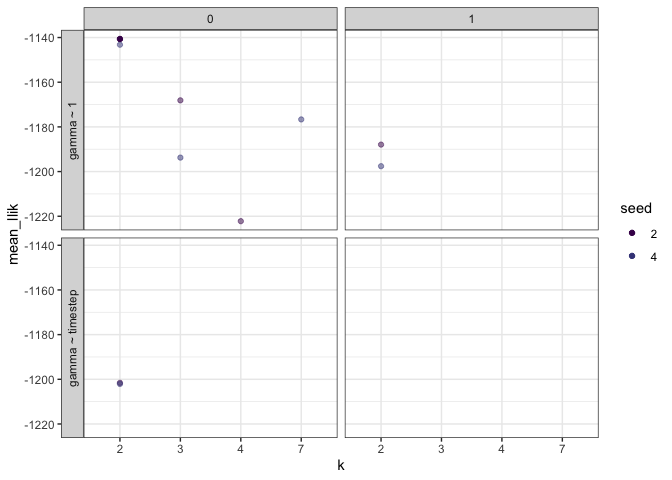 0 1
-1140
-1160
-1180
-1200
-1220
gamma ~ 1
-1140
-1160
-1180
-1200
-1220
gamma ~ timestep
mean_llik
2 3 4 7 2 3 4 7
k
seed
2
4